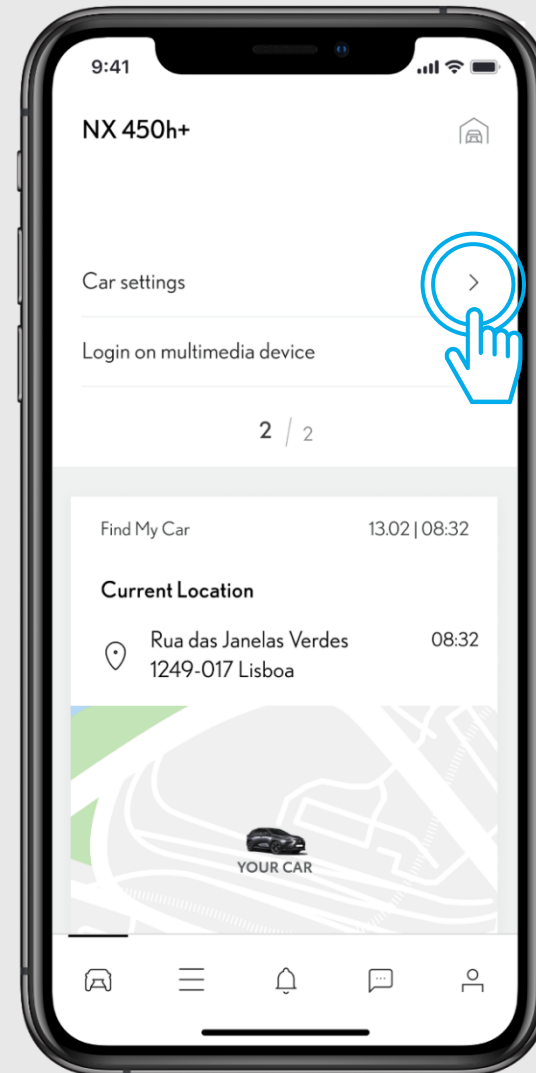 9:41
NX 450h+
Car settings
Login on multimedia device
2 / 2
Find My Car 13.02 | 08:32
Current Location
Rua das Janelas Verdes 08:32
1249-017 Lisboa
YOUR CAR